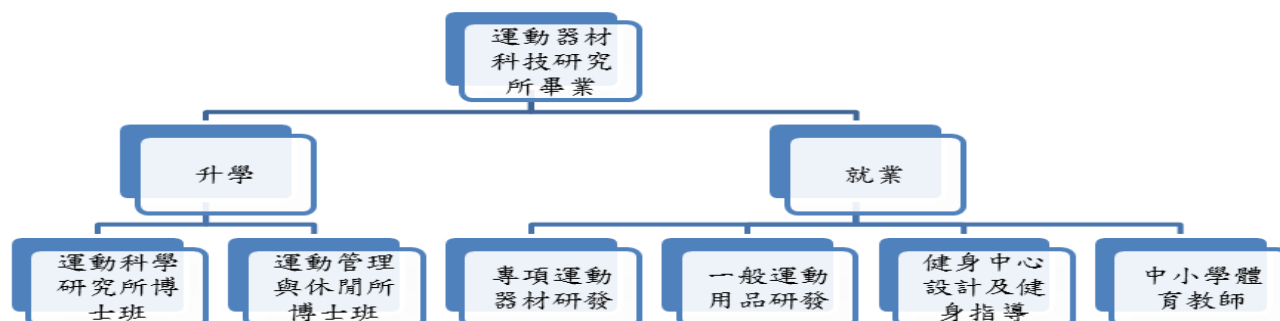 運動器材
科技研究
所畢業
升學
就業
運動科學
研究所博
士班
運動管理
與休閒所
博士班
專項運動
器材研發
一般運動
用品研發
健身中心
設計及健
身指導
中小學體
育教師